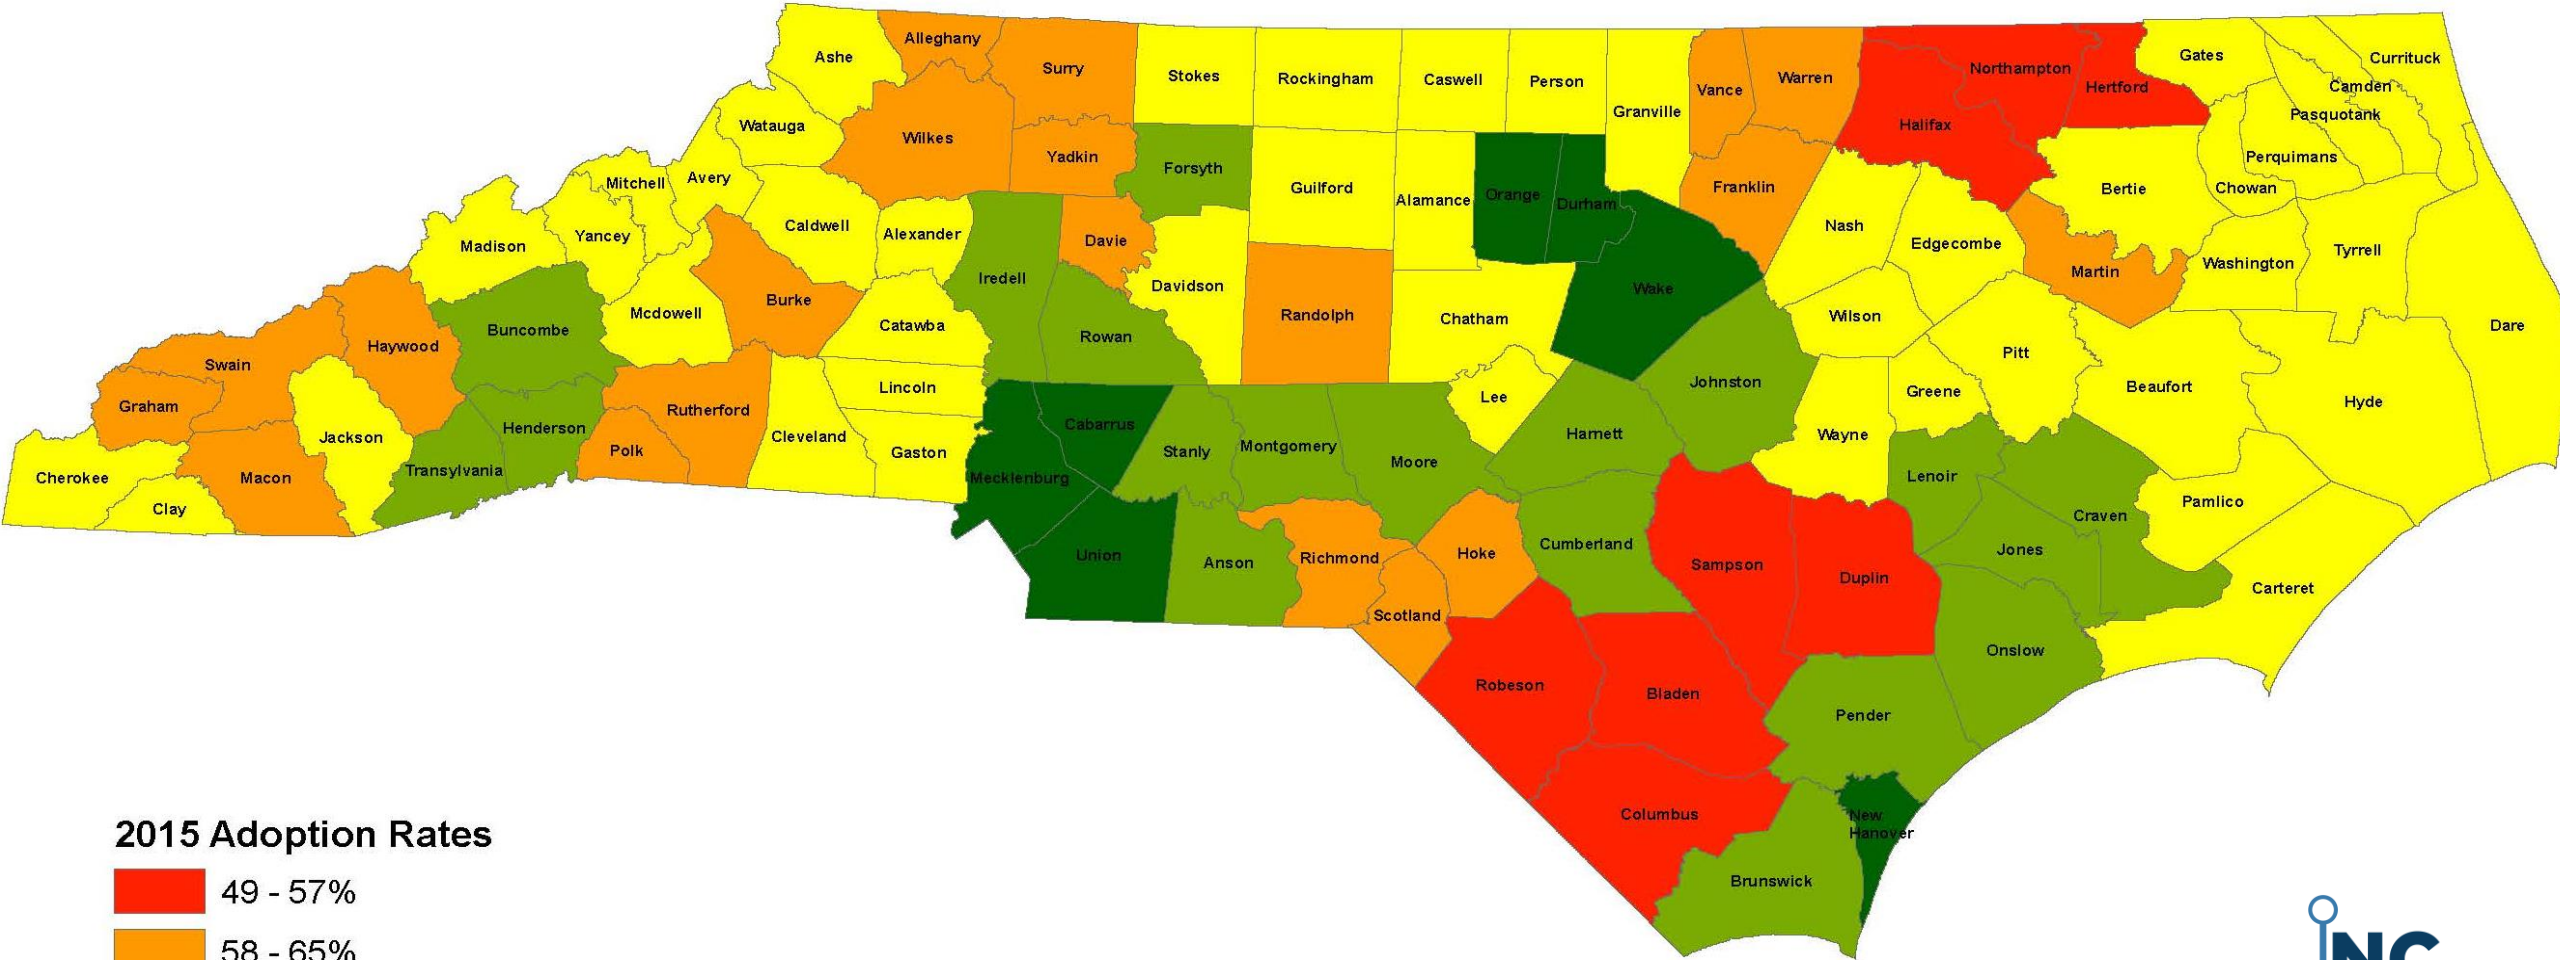 Ashe
Alleghany
Surry
Stokes
Rockingham
Caswell
Person
Granville
Vance
Warren
Northampton
Hertford
Halifax
Gates
Currituck
Camden
Pasquotank
Perquimans
Chowan
Bertie
Watauga
Wilkes
Yadkin
Forsyth
Guilford
Alamance
Orange
Durham
Franklin
Nash
Edgecombe
Martin
Washington
Tyrrell
Dare
Mitchell
Avery
Yancey
Madison
Caldwell
Alexander
Davie
Iredell
Davidson
Randolph
Chatham
Wake
Wilson
Pitt
Beaufort
Hyde
Burke
Mcdowell
Buncombe
Haywood
Swain
Graham
Catawba
Rowan
Lincoln
Lee
Johnston
Greene
Wayne
Rutherford
Henderson
Polk
Cleveland
Gaston
Cabarrus
Mecklenburg
Stanly
Montgomery
Moore
Harnett
Lenoir
Craven
Pamlico
Jones
Carteret
Cherokee
Clay
Macon
Jackson
Transylvania
Union
Anson
Richmond
Scotland
Hoke
Cumberland
Sampson
Duplin
Onslow
Robeson
Bladen
Pender
Columbus
New
Hanover
Brunswick
2015 Adoption Rates
49 - 57%
58 - 65%
NC